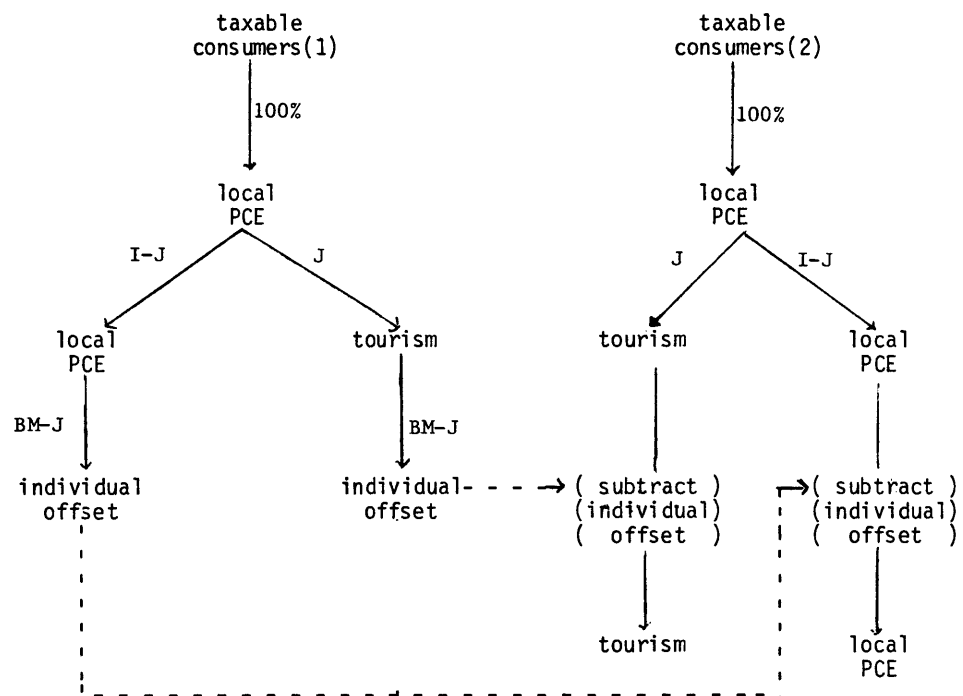 taxable
consumers(1)
taxable
consumers(2)
100%
100%
local
PCE
local
PCE
I-J
J
J
I-J
local
PCE
tourism
tourism
local
PCE
BM-J
BM-J
individual
offset
individual
offset
( subtract )
(individual)
( offset )
( subtract )
(individual)
( offset )
tourism
local
PCE